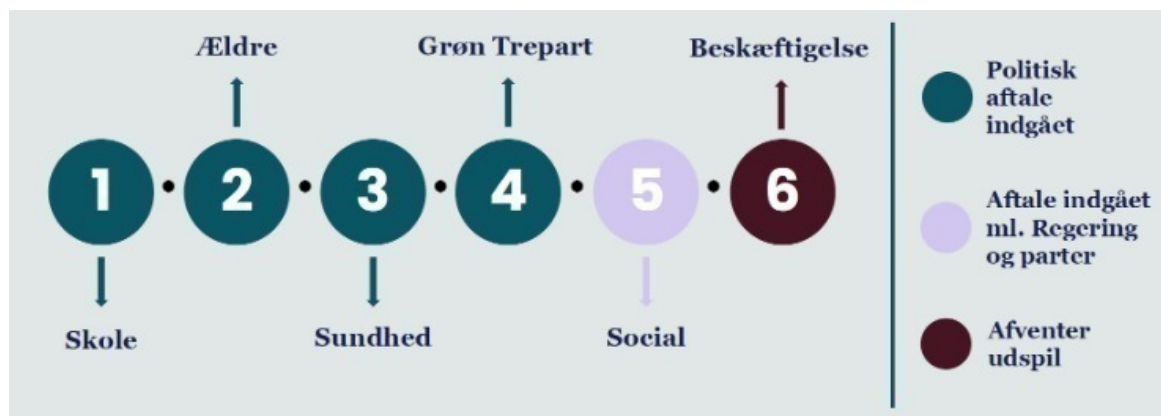 Ældre
Grøn Trepart
Beskæftigelse
1
2
3
4
5
6
Skole
Sundhed
Social
Politisk
aftale
indgået
Aftale indgået
ml. Regering
og parter
Afventer
udspil